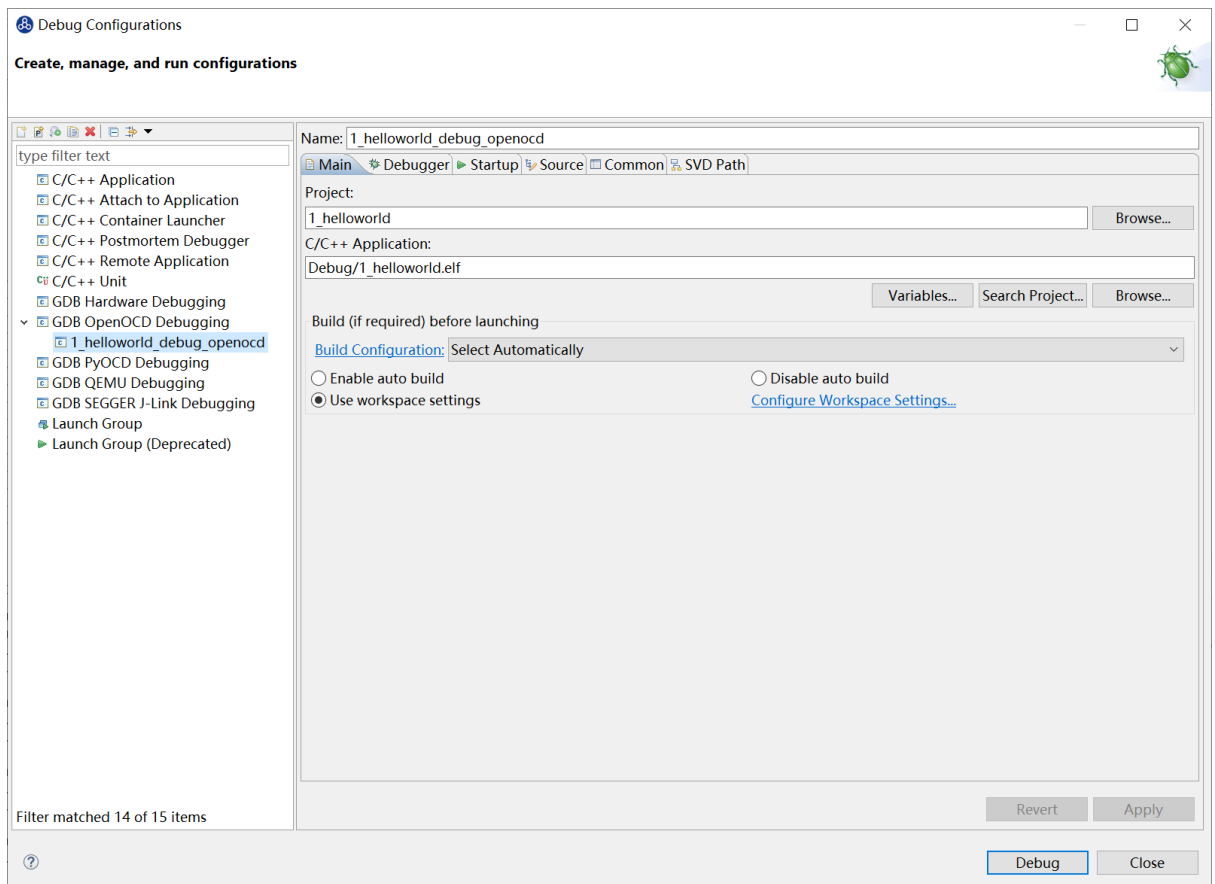 Debug Configurations
Create, manage, and run configurations
type filter text
C/C++ Application
C/C++ Attach to Application
C/C++ Container Launcher
C/C++ Postmortem Debugger
C/C++ Remote Application
C/C++ Unit
GDB Hardware Debugging
GDB OpenOCD Debugging
1_helloworld_debug_openocd
GDB PyOCD Debugging
GDB QEMU Debugging
GDB SEGGER J-Link Debugging
Launch Group
Launch Group (Deprecated)
Filter matched 14 of 15 items
Name: 1_helloworld_debug_openocd
Main Debugger Startup Source Common SVD Path
Project:
1_helloworld Browse...
C/C++ Application:
Debug/1_helloworld.elf
Variables... Search Project... Browse...
Build (if required) before launching
Build Configuration: Select Automatically
Enable auto build Disable auto build
Use workspace settings Configure Workspace Settings...
Revert Apply
Debug Close